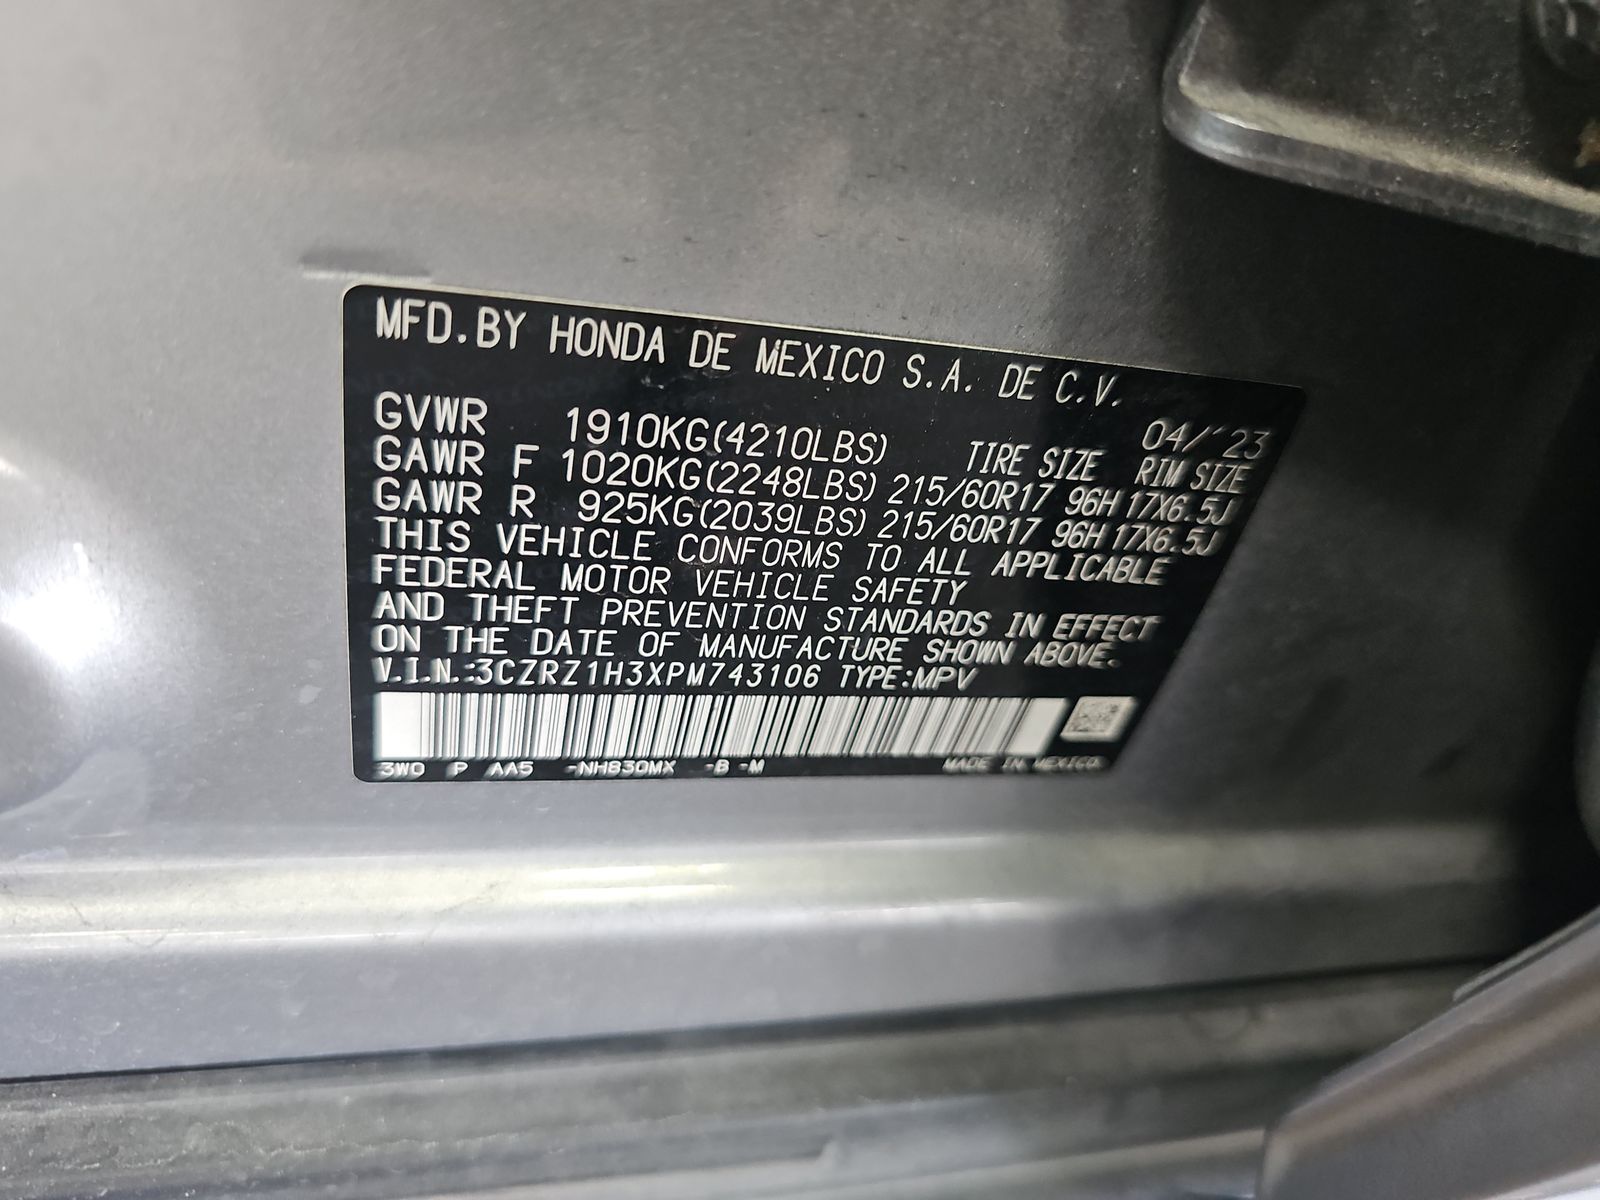 MFD.BY HONDA DE MEXICO S.A. DE C.V.
04/'23
GVWR 1910KG(4210LBS) TIRE SIZE RIM SIZE
GAWR F 1020KG(2248LBS) 215/60R17 96H 17X6.5J
GAWR R 925KG(2039LBS) 215/60R17 96H 17X6.5J
THIS VEHICLE CONFORMS TO ALL APPLICABLE
FEDERAL MOTOR VEHICLE SAFETY
AND THEFT PREVENTION STANDARDS IN EFFECT
ON THE DATE OF MANUFACTURE SHOWN ABOVE.
V.I.N.:3CZRZ1H3XPM743106 TYPE:MPV
3W0 P AA5 -NH830MX -B -M MADE IN MEXICO